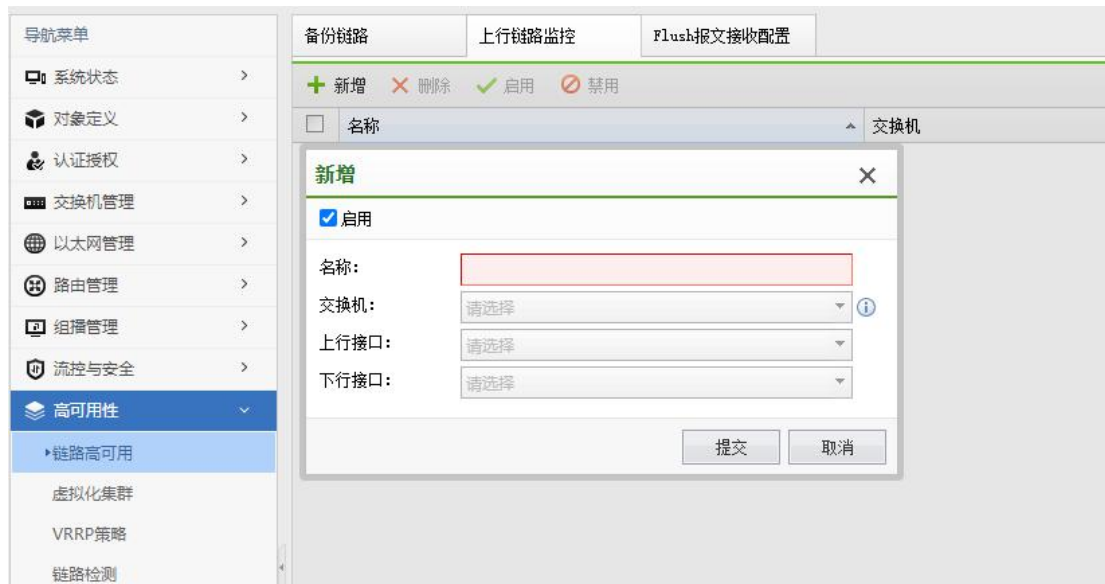 导航菜单
系统状态
对象定义
认证授权
交换机管理
以太网管理
路由管理
组播管理
流控与安全
高可用性
链路高可用
虚拟化集群
VRRP策略
链路检测
备份链路 上行链路监控 Flush报文接收配置
新增 删除 启用 禁用
名称 交换机
新增
启用
名称：
交换机： 请选择
上行接口： 请选择
下行接口： 请选择
提交 取消